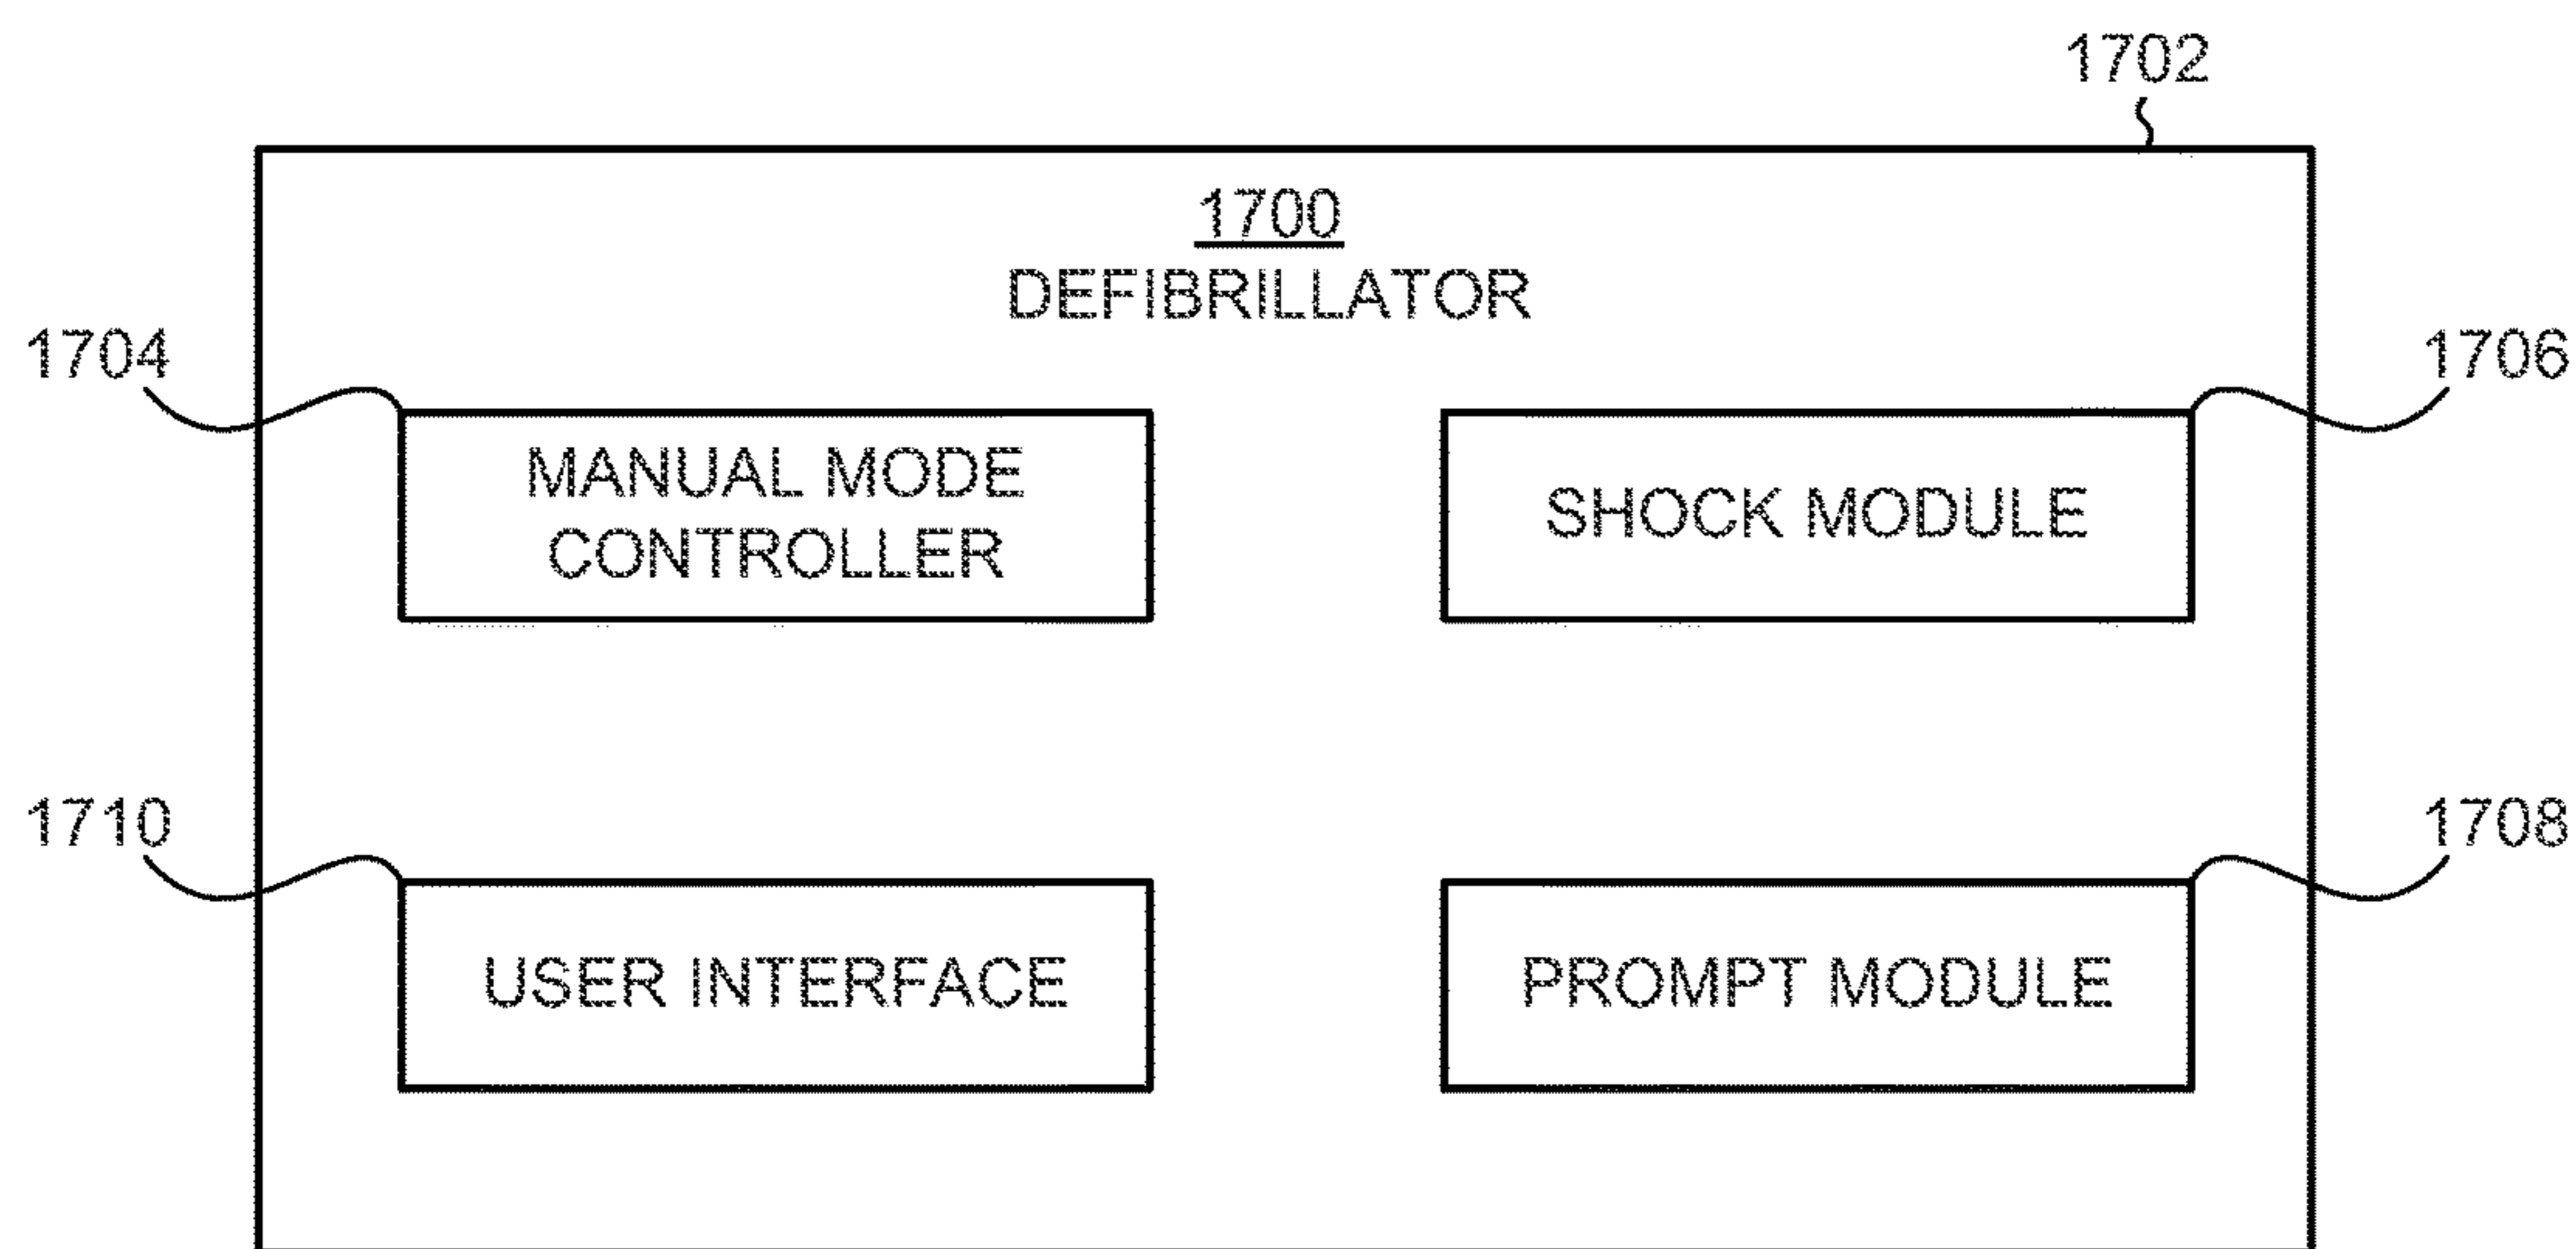 1702
1700
DEFIBRILLATOR
1704
1706
MANUAL MODE
CONTROLLER
SHOCK MODULE
1710
1708
USER INTERFACE
PROMPT MODULE